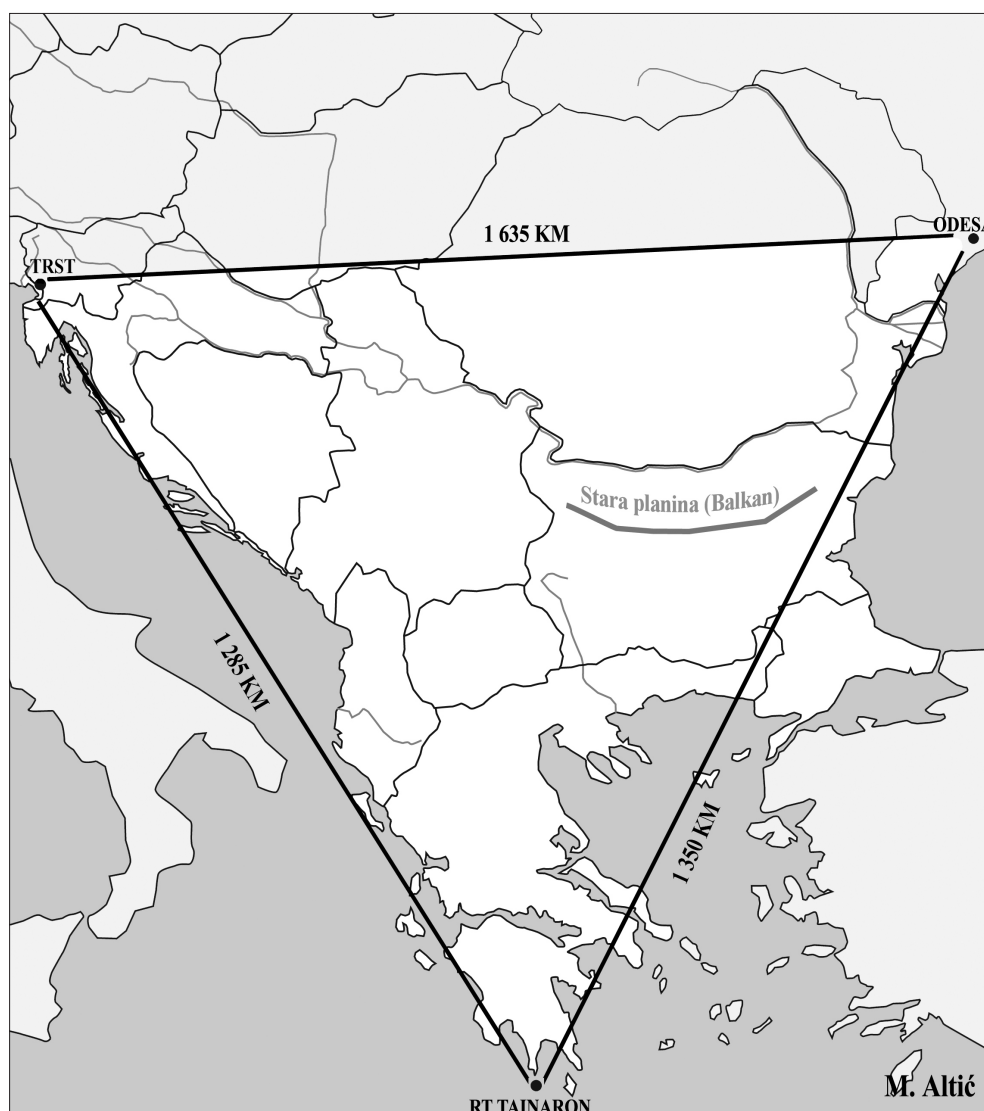 1 635 KM
ODESA
TRST
Stara planina (Balkan)
1 285 KM
1 350 KM
M. Altić
RT TAINARON